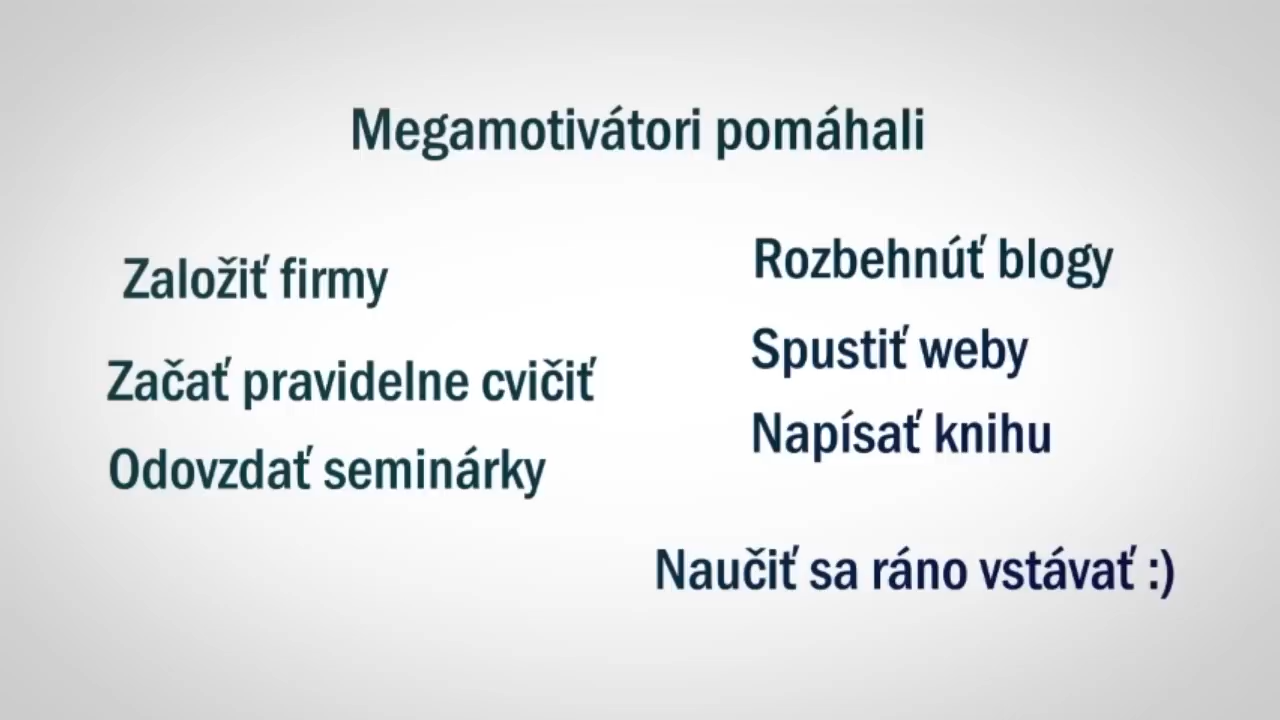 Megamotivátori pomáhali
Založiť firmy
Začať pravidelne cvičiť
Odovzdať seminárky
Rozbehnúť blogy
Spustiť weby
Napísať knihu
Naučiť sa ráno vstávať :)